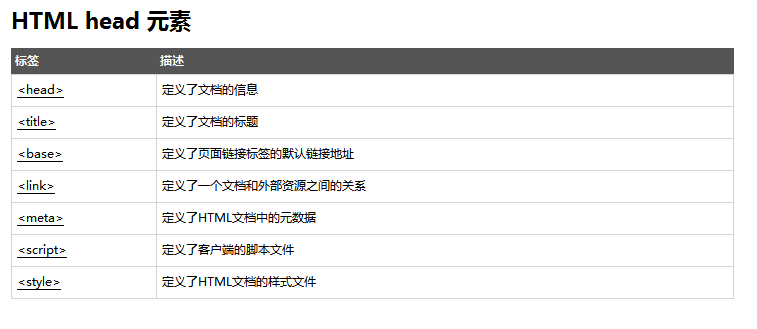 HTML head 元素
标签 描述
<head> 定义了文档的信息
<title> 定义了文档的标题
<base> 定义了页面链接标签的默认链接地址
<link> 定义了一个文档和外部资源之间的关系
<meta> 定义了HTML文档中的元数据
<script> 定义了客户端的脚本文件
<style> 定义了HTML文档的样式文件